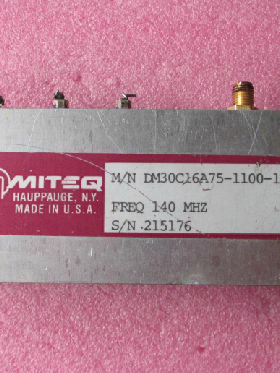 MITEQ
HAUPPAUGE, N.Y.
MADE IN U.S.A.
M/N DM30C16A75-1100-1
FREQ 140 MHZ
S/N 215176